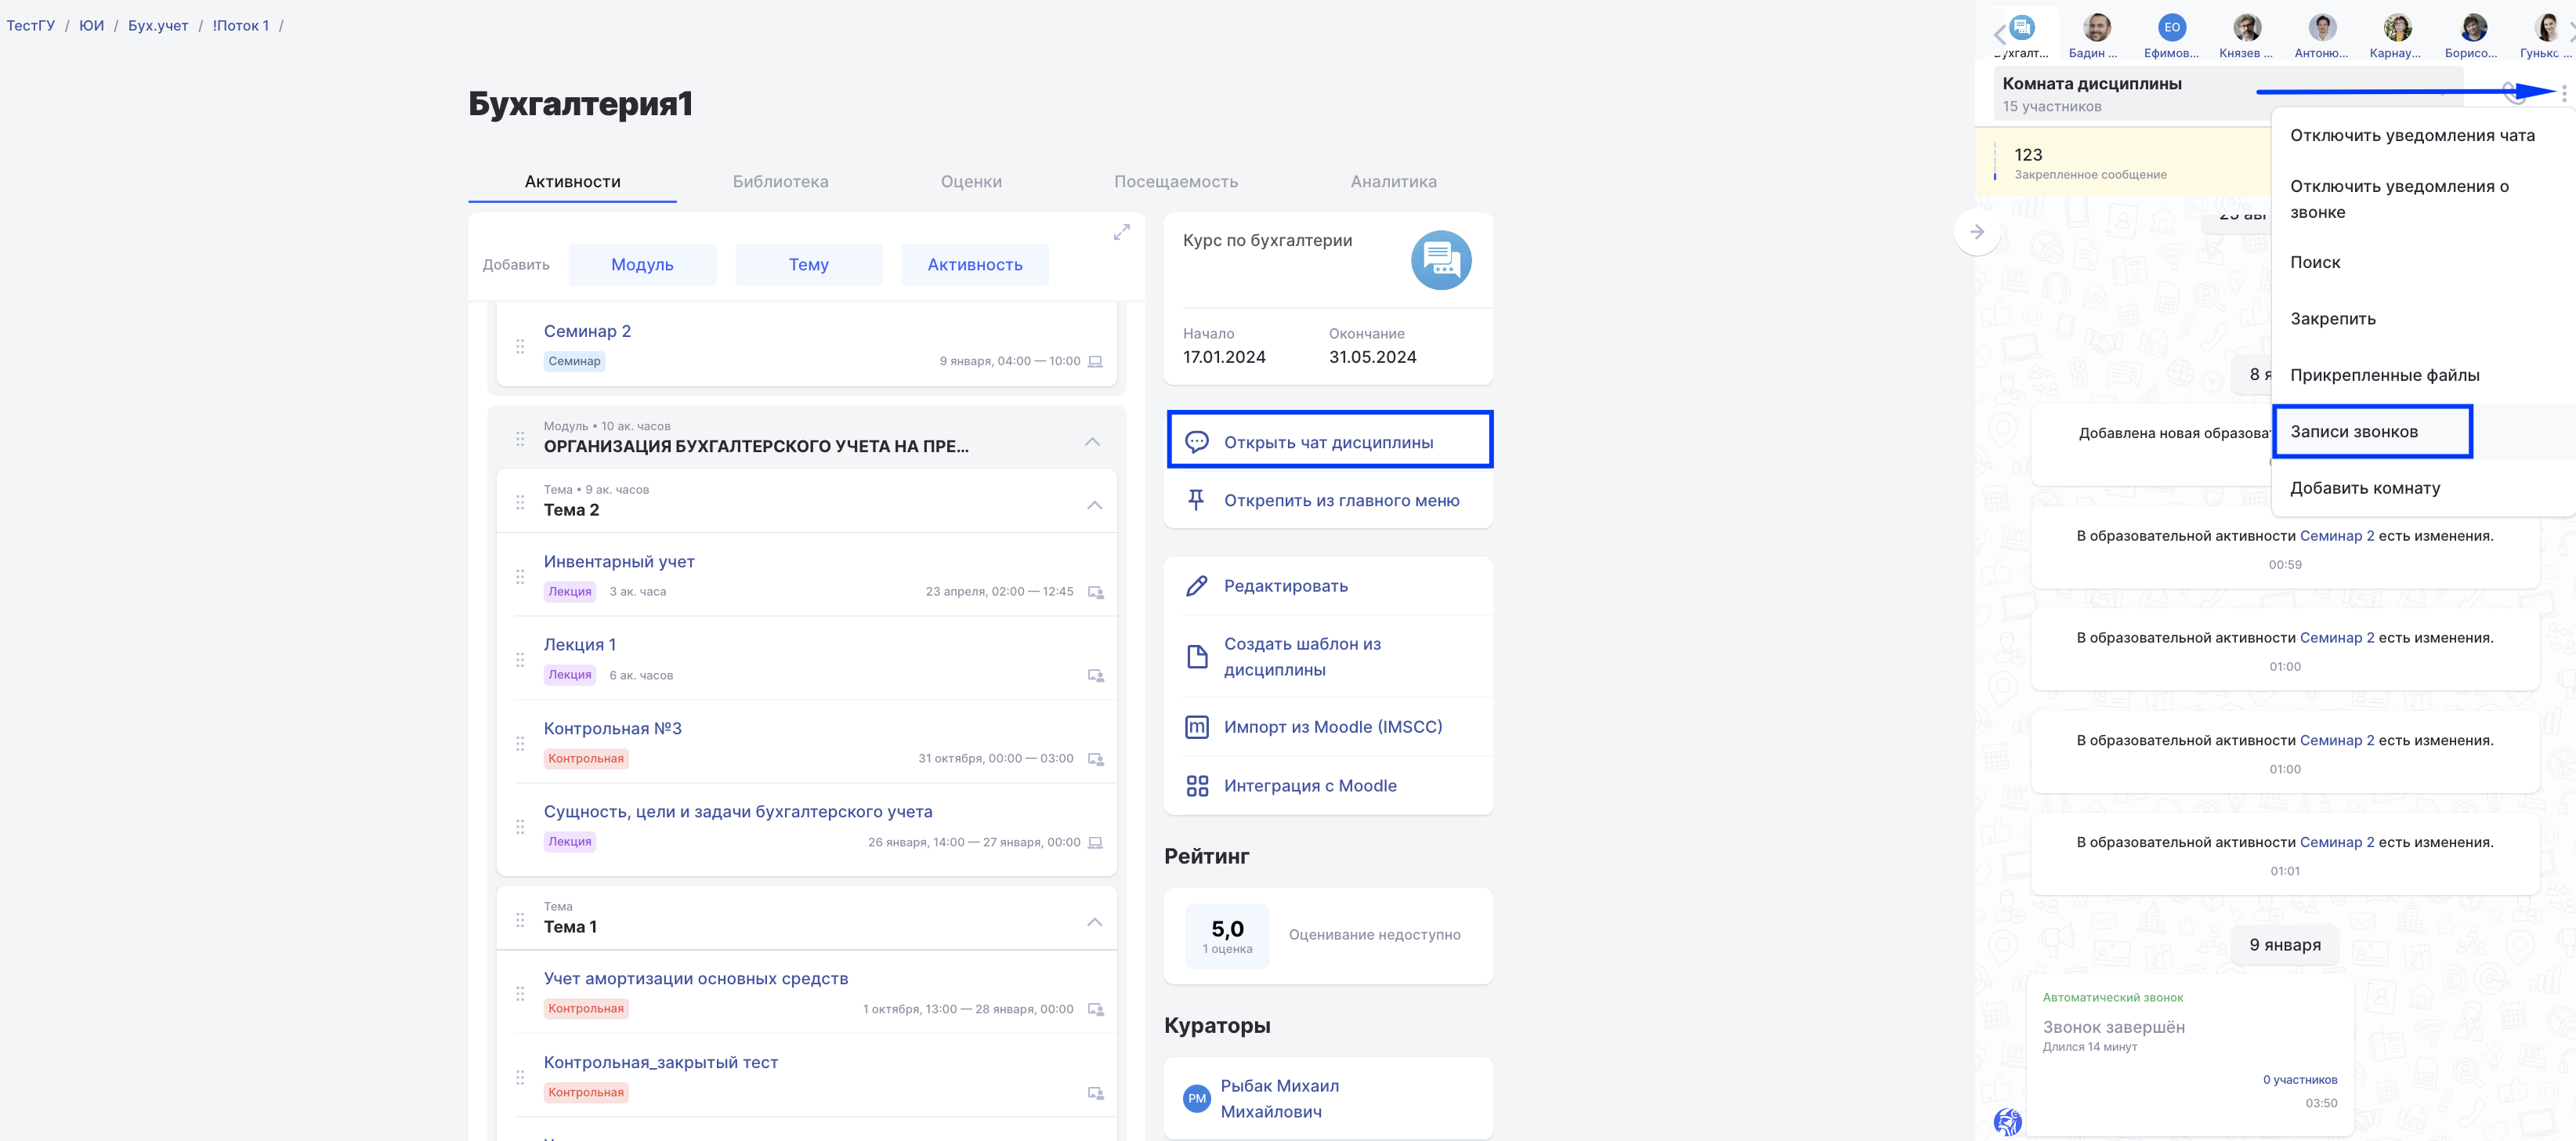 ТестГУ / ЮИ / Бух.учет / !Поток 1 /
Бухгалтерия1
Активности Библиотека Оценки Посещаемость Аналитика
Добавить Модуль Тему Активность
Семинар 2
Семинар 9 января, 04:00 — 10:00
Модуль • 10 ак. часов
ОРГАНИЗАЦИЯ БУХГАЛТЕРСКОГО УЧЕТА НА ПРЕ...
Тема • 9 ак. часов
Тема 2
Инвентарный учет
Лекция 3 ак. часа 23 апреля, 02:00 — 12:45
Лекция 1
Лекция 6 ак. часов
Контрольная №3
Контрольная 31 октября, 00:00 — 03:00
Сущность, цели и задачи бухгалтерского учета
Лекция 26 января, 14:00 — 27 января, 00:00
Тема
Тема 1
Учет амортизации основных средств
Контрольная 1 октября, 13:00 — 28 января, 00:00
Контрольная_закрытый тест
Контрольная
Курс по бухгалтерии
Начало Окончание
17.01.2024 31.05.2024
Открыть чат дисциплины
Открепить из главного меню
Редактировать
Создать шаблон из
дисциплины
Импорт из Moodle (IMSCC)
Интеграция с Moodle
Рейтинг
5,0
1 оценка
Оценивание недоступно
Кураторы
РМ
Рыбак Михаил
Михайлович
ЕО
Бадин ... Ефимов... Князев ... Антоню... Карнау... Борисо... Гунько ...
Комната дисциплины
15 участников
123
Закрепленное сообщение
Отключить уведомления чата
Отключить уведомления о
звонке
Поиск
Закрепить
Прикрепленные файлы
Записи звонков
Добавить комнату
8 я
Добавлена новая образоват
В образовательной активности Семинар 2 есть изменения.
00:59
В образовательной активности Семинар 2 есть изменения.
01:00
В образовательной активности Семинар 2 есть изменения.
01:00
В образовательной активности Семинар 2 есть изменения.
01:01
9 января
Автоматический звонок
Звонок завершён
Длился 14 минут
0 участников
03:50